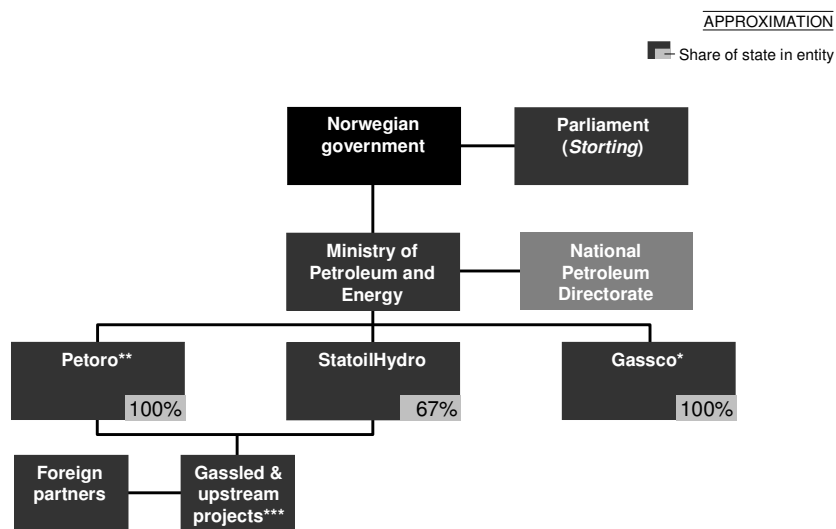 APPROXIMATION
Share of state in entity
Norwegian
government
Parliament
(Storting)
Ministry of
Petroleum and
Energy
National
Petroleum
Directorate
Petoro**
100%
StatoilHydro
67%
Gassco*
100%
Foreign
partners
Gassled &
upstream
projects***